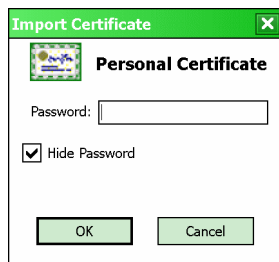 Import Certificate
Personal Certificate
Password:
Hide Password
OK Cancel